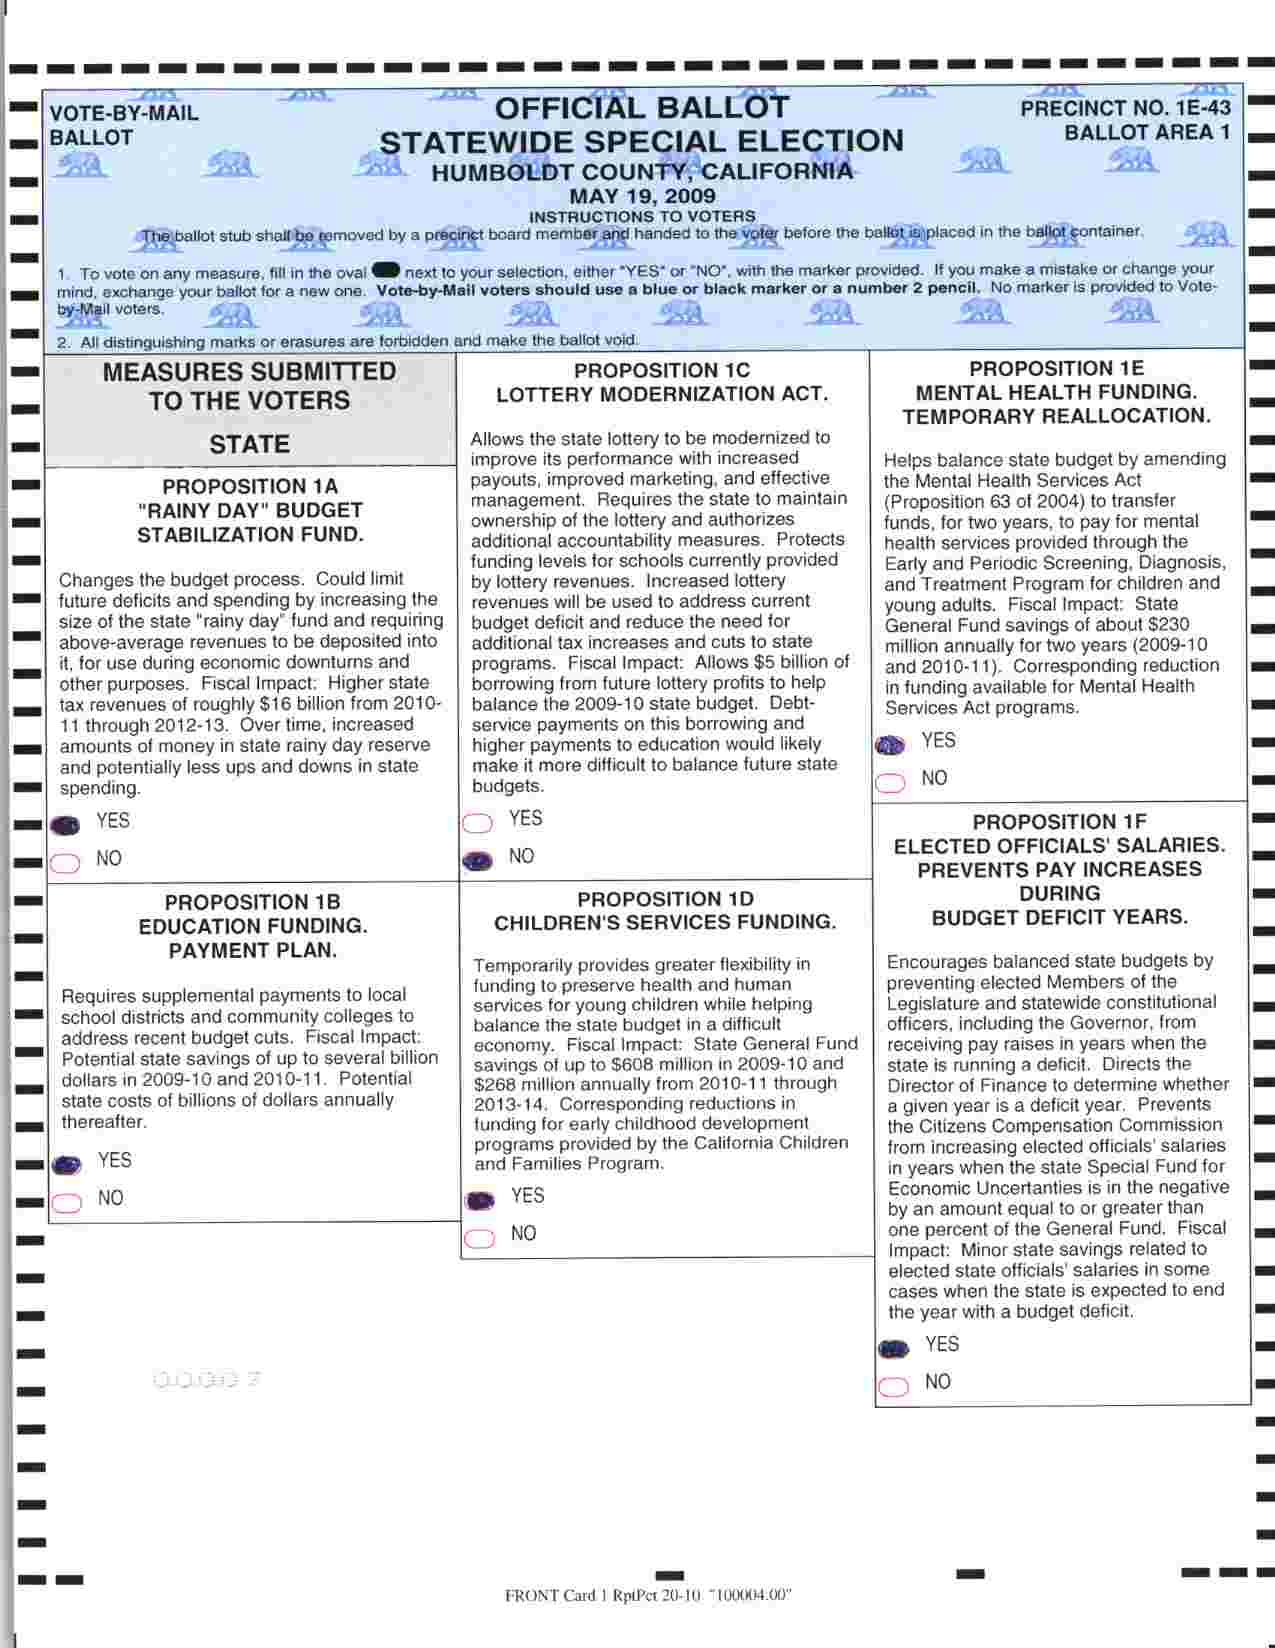 VOTE-BY-MAIL
BALLOT
OFFICIAL BALLOT
STATEWIDE SPECIAL ELECTION
HUMBOLDT COUNTY, CALIFORNIA
MAY 19, 2009
PRECINCT NO. 1E-43
BALLOT AREA 1
INSTRUCTIONS TO VOTERS
The ballot stub shall be removed by a precinct board member and handed to the voter before the ballot is placed in the ballot container.
1. To vote on any measure, fill in the oval next to your selection, either "YES" or "NO", with the marker provided. If you make a mistake or change your
mind, exchange your ballot for a new one. Vote-by-Mail voters should use a blue or black marker or a number 2 pencil. No marker is provided to Vote-
by-Mail voters.
2. All distinguishing marks or erasures are forbidden and make the ballot void.
MEASURES SUBMITTED
TO THE VOTERS
STATE
PROPOSITION 1A
"RAINY DAY" BUDGET
STABILIZATION FUND.
Changes the budget process. Could limit
future deficits and spending by increasing the
size of the state "rainy day" fund and requiring
above-average revenues to be deposited into
it, for use during economic downturns and
other purposes. Fiscal Impact: Higher state
tax revenues of roughly $16 billion from 2010-
11 through 2012-13. Over time, increased
amounts of money in state rainy day reserve
and potentially less ups and downs in state
spending.
YES
NO
PROPOSITION 1B
EDUCATION FUNDING.
PAYMENT PLAN.
Requires supplemental payments to local
school districts and community colleges to
address recent budget cuts. Fiscal Impact:
Potential state savings of up to several billion
dollars in 2009-10 and 2010-11. Potential
state costs of billions of dollars annually
thereafter.
YES
NO
PROPOSITION 1C
LOTTERY MODERNIZATION ACT.
Allows the state lottery to be modernized to
improve its performance with increased
payouts, improved marketing, and effective
management. Requires the state to maintain
ownership of the lottery and authorizes
additional accountability measures. Protects
funding levels for schools currently provided
by lottery revenues. Increased lottery
revenues will be used to address current
budget deficit and reduce the need for
additional tax increases and cuts to state
programs. Fiscal Impact: Allows $5 billion of
borrowing from future lottery profits to help
balance the 2009-10 state budget. Debt-
service payments on this borrowing and
higher payments to education would likely
make it more difficult to balance future state
budgets.
YES
NO
PROPOSITION 1D
CHILDREN'S SERVICES FUNDING.
Temporarily provides greater flexibility in
funding to preserve health and human
services for young children while helping
balance the state budget in a difficult
economy. Fiscal Impact: State General Fund
savings of up to $608 million in 2009-10 and
$268 million annually from 2010-11 through
2013-14. Corresponding reductions in
funding for early childhood development
programs provided by the California Children
and Families Program.
YES
NO
PROPOSITION 1E
MENTAL HEALTH FUNDING.
TEMPORARY REALLOCATION.
Helps balance state budget by amending
the Mental Health Services Act
(Proposition 63 of 2004) to transfer
funds, for two years, to pay for mental
health services provided through the
Early and Periodic Screening, Diagnosis,
and Treatment Program for children and
young adults. Fiscal Impact: State
General Fund savings of about $230
million annually for two years (2009-10
and 2010-11). Corresponding reduction
in funding available for Mental Health
Services Act programs.
YES
NO
PROPOSITION 1F
ELECTED OFFICIALS' SALARIES.
PREVENTS PAY INCREASES
DURING
BUDGET DEFICIT YEARS.
Encourages balanced state budgets by
preventing elected Members of the
Legislature and statewide constitutional
officers, including the Governor, from
receiving pay raises in years when the
state is running a deficit. Directs the
Director of Finance to determine whether
a given year is a deficit year. Prevents
the Citizens Compensation Commission
from increasing elected officials' salaries
in years when the state Special Fund for
Economic Uncertanties is in the negative
by an amount equal to or greater than
one percent of the General Fund. Fiscal
Impact: Minor state savings related to
elected state officials' salaries in some
cases when the state is expected to end
the year with a budget deficit.
YES
NO
FRONT Card 1 RptPct 20-10 "100004.00"